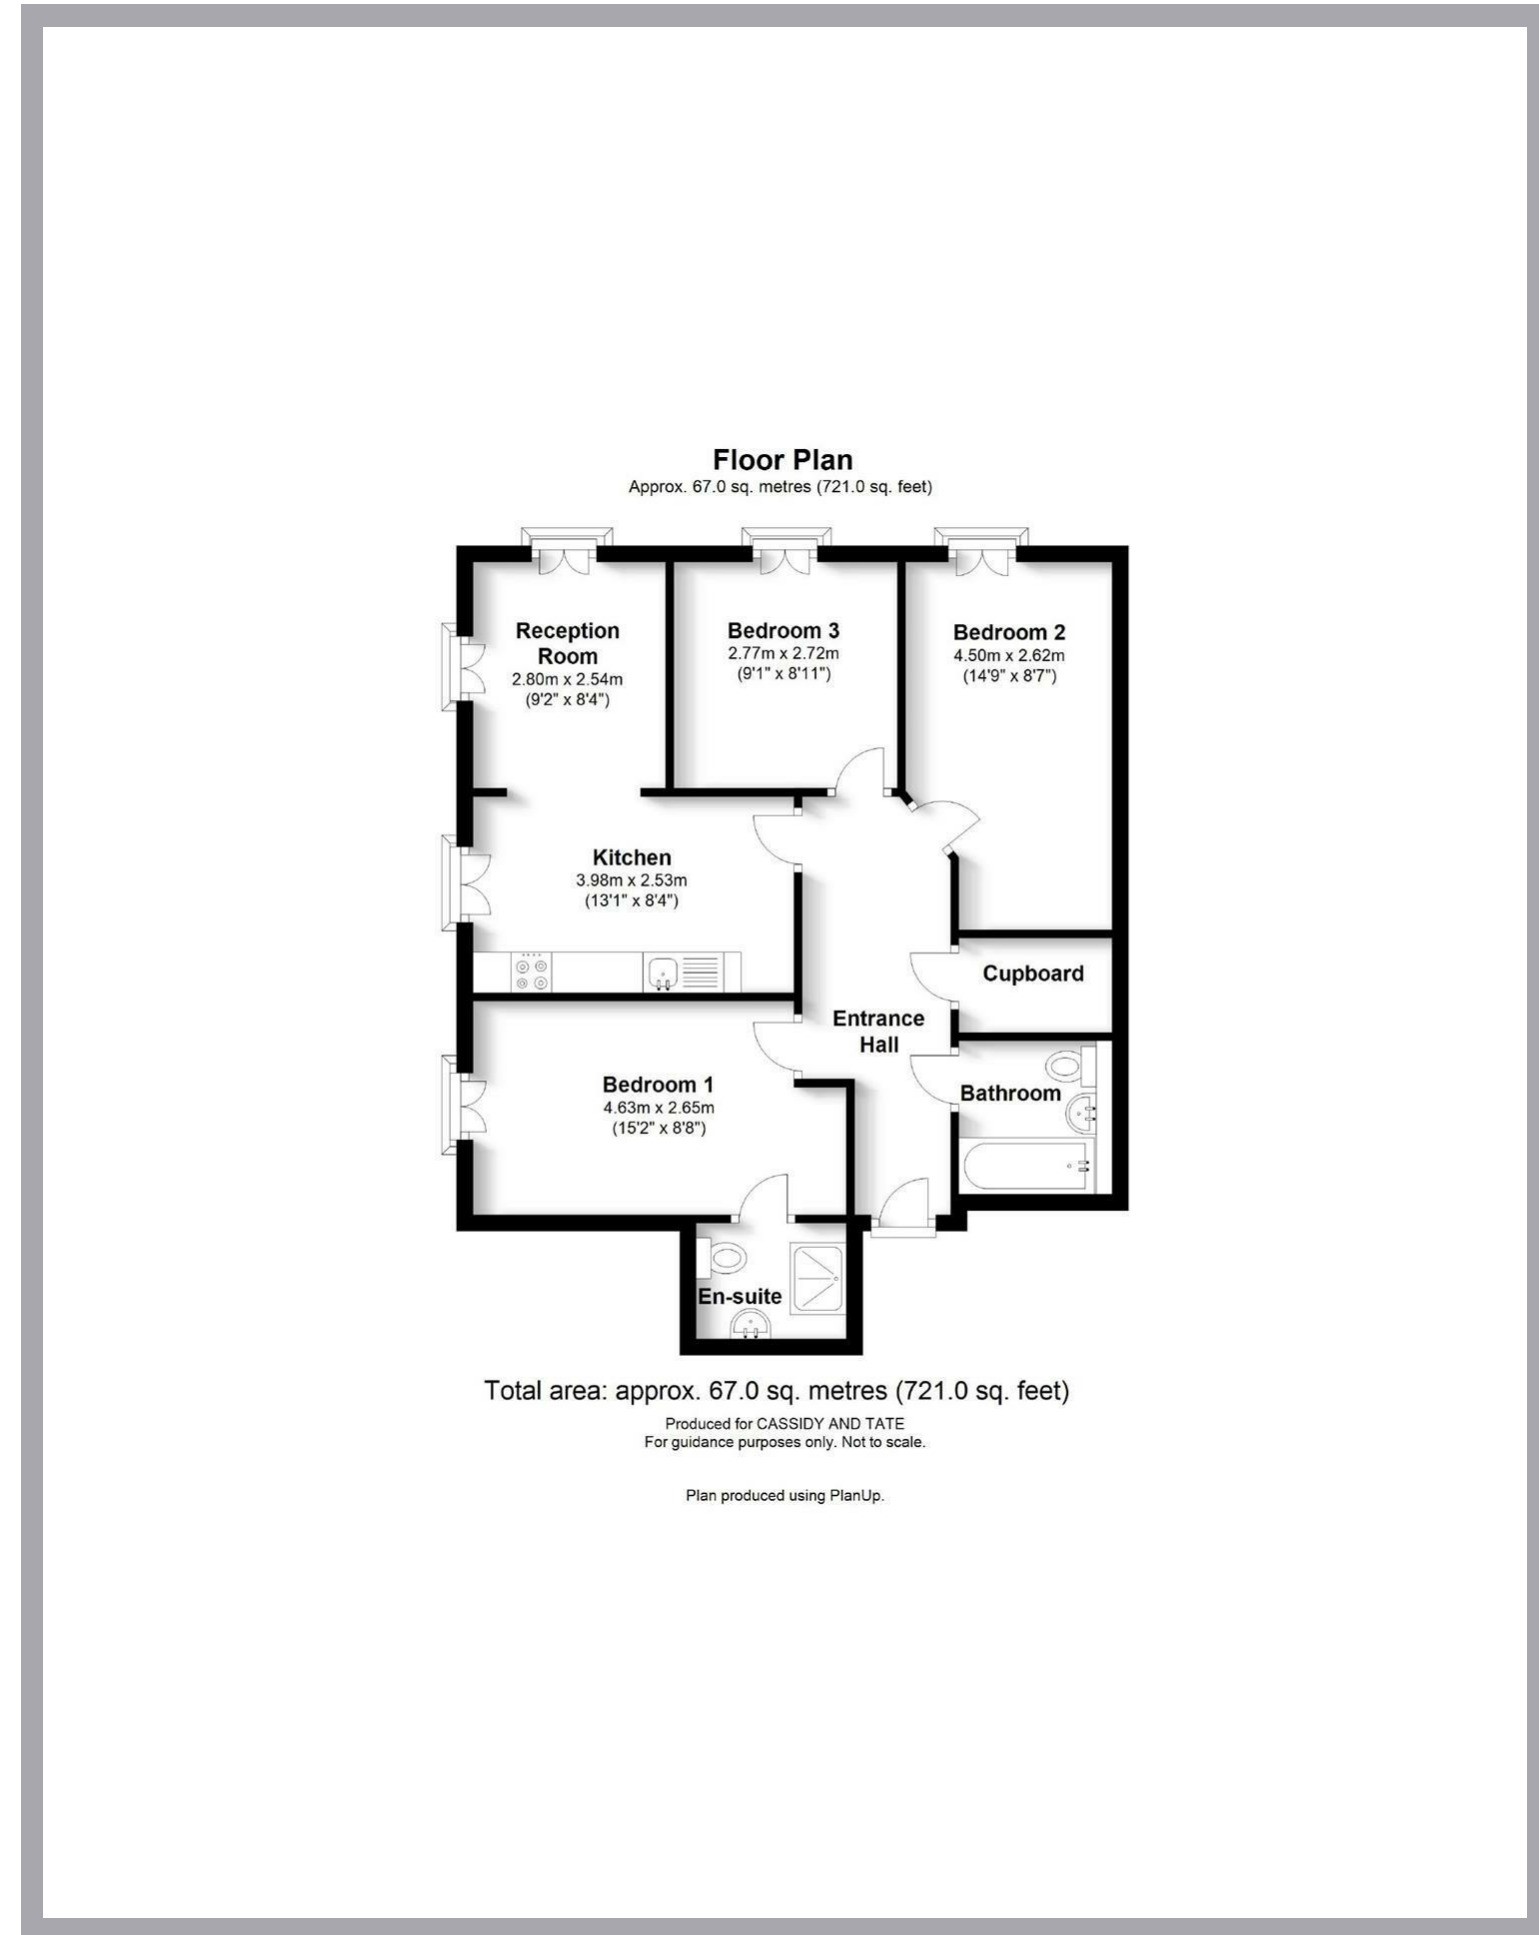 Floor Plan
Approx. 67.0 sq. metres (721.0 sq. feet)
Reception
Room
2.80m x 2.54m
(9'2" x 8'4")
Bedroom 3
2.77m x 2.72m
(9'1" x 8'11")
Bedroom 2
4.50m x 2.62m
(14'9" x 8'7")
Kitchen
3.98m x 2.53m
(13'1" x 8'4")
Cupboard
Entrance
Hall
Bedroom 1
4.63m x 2.65m
(15'2" x 8'8")
Bathroom
En-suite
Total area: approx. 67.0 sq. metres (721.0 sq. feet)
Produced for CASSIDY AND TATE
For guidance purposes only. Not to scale.
Plan produced using PlanUp.